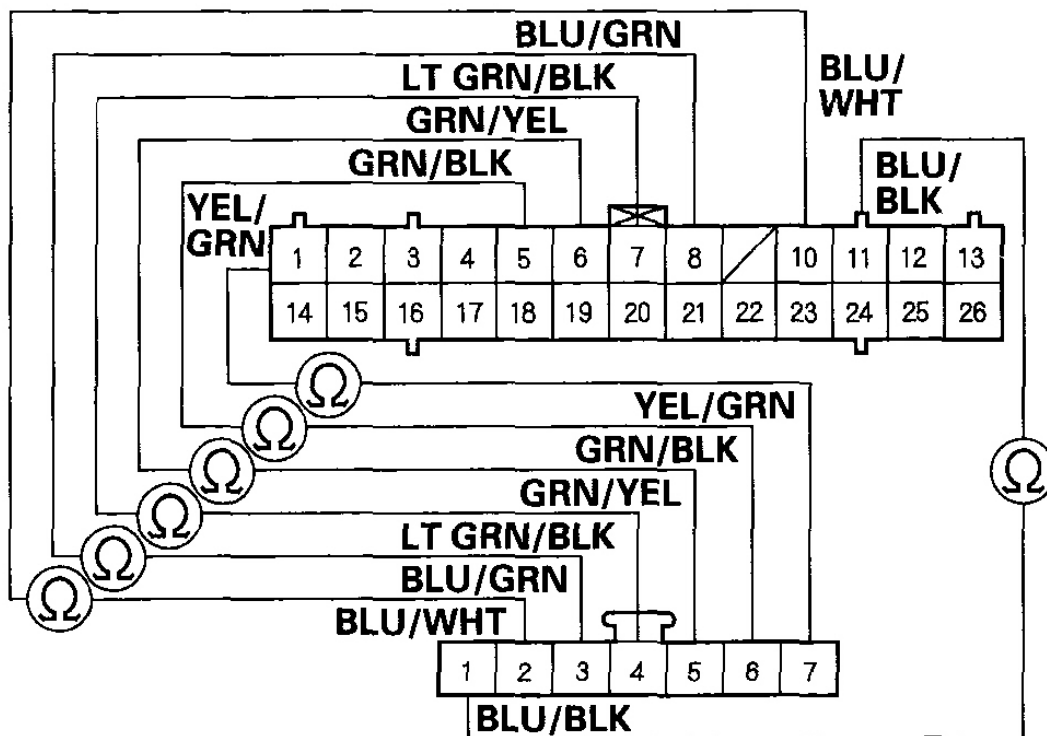 BLU/GRN
LT GRN/BLK
BLU/
WHT
GRN/YEL
GRN/BLK
BLU/
BLK
YEL/
GRN
1 2 3 4 5 6 7 8 10 11 12 13
14 15 16 17 18 19 20 21 22 23 24 25 26
Ω
YEL/GRN
Ω
GRN/BLK
Ω
Ω
GRN/YEL
Ω
LT GRN/BLK
Ω
BLU/GRN
Ω
BLU/WHT
1 2 3 4 5 6 7
BLU/BLK